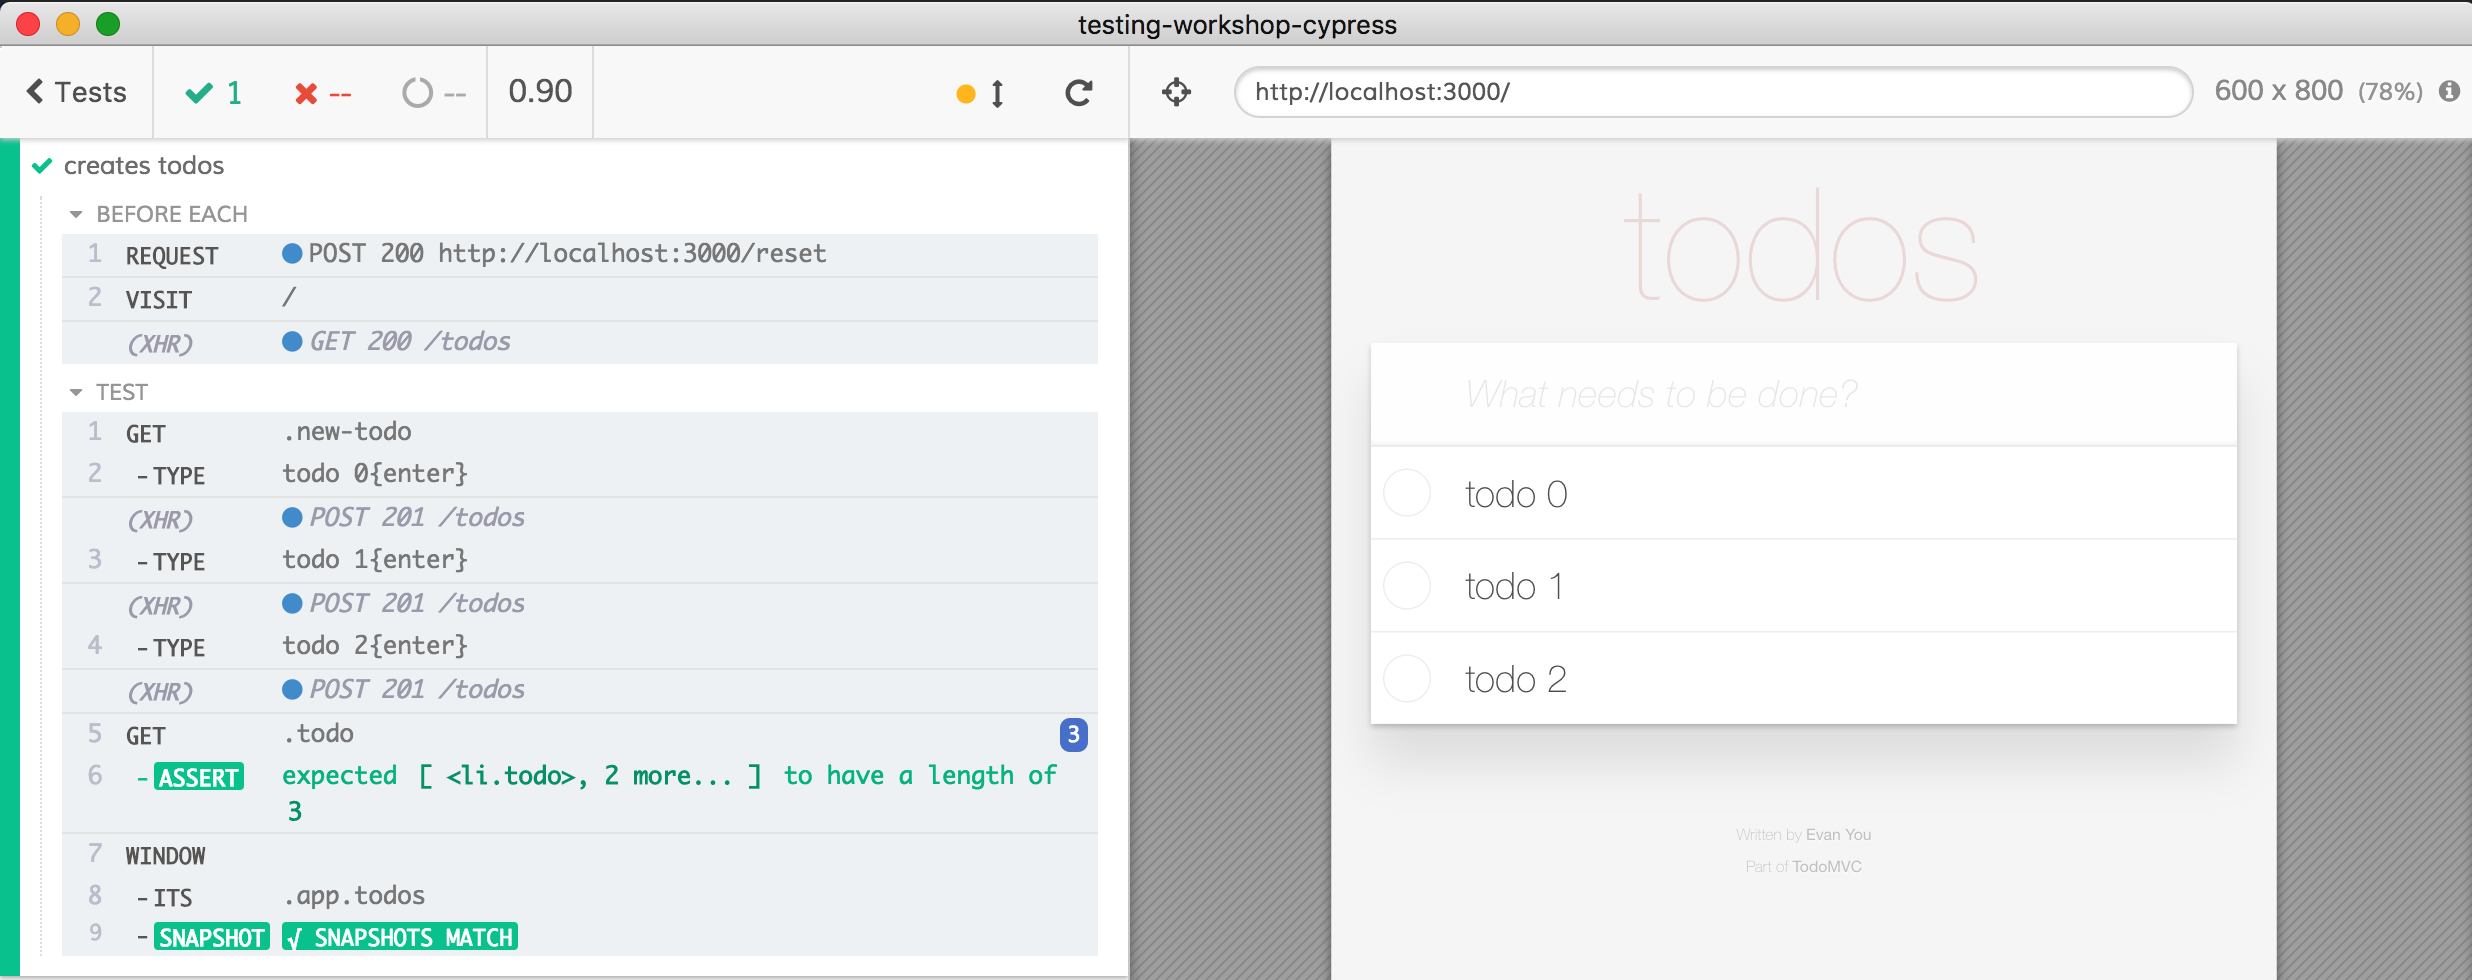 testing-workshop-cypress
Tests 1 -- -- 0.90
http://localhost:3000/ 600 x 800 (78%)
creates todos
BEFORE EACH
1 REQUEST POST 200 http://localhost:3000/reset
2 VISIT /
(XHR) GET 200 /todos
TEST
1 GET .new-todo
2 -TYPE todo 0{enter}
(XHR) POST 201 /todos
3 -TYPE todo 1{enter}
(XHR) POST 201 /todos
4 -TYPE todo 2{enter}
(XHR) POST 201 /todos
5 GET .todo 3
6 -ASSERT expected [ <li.todo>, 2 more... ] to have a length of
3
7 WINDOW
8 -ITS .app.todos
9 -SNAPSHOT √ SNAPSHOTS MATCH
todos
What needs to be done?
todo 0
todo 1
todo 2
Written by Evan You
Part of TodoMVC